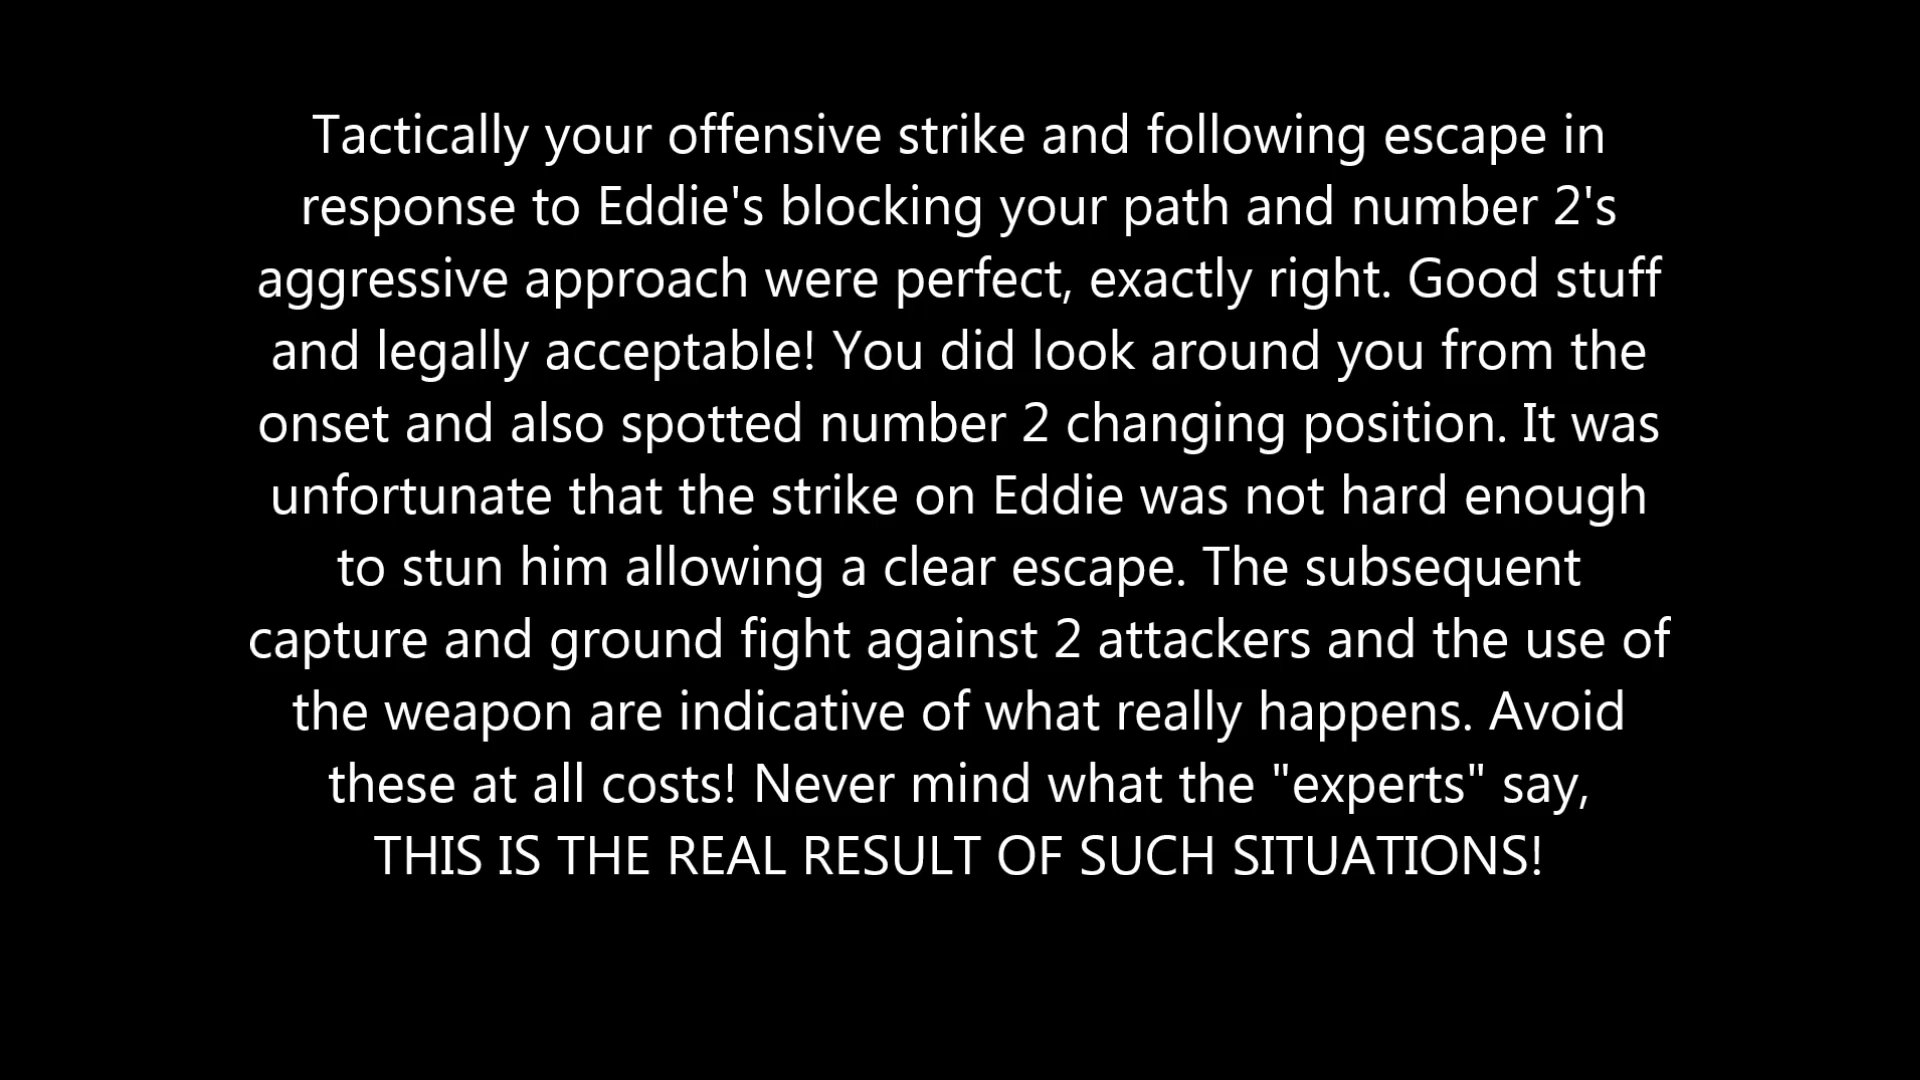 Tactically your offensive strike and following escape in
response to Eddie's blocking your path and number 2's
aggressive approach were perfect, exactly right. Good stuff
and legally acceptable! You did look around you from the
onset and also spotted number 2 changing position. It was
unfortunate that the strike on Eddie was not hard enough
to stun him allowing a clear escape. The subsequent
capture and ground fight against 2 attackers and the use of
the weapon are indicative of what really happens. Avoid
these at all costs! Never mind what the "experts" say,
THIS IS THE REAL RESULT OF SUCH SITUATIONS!